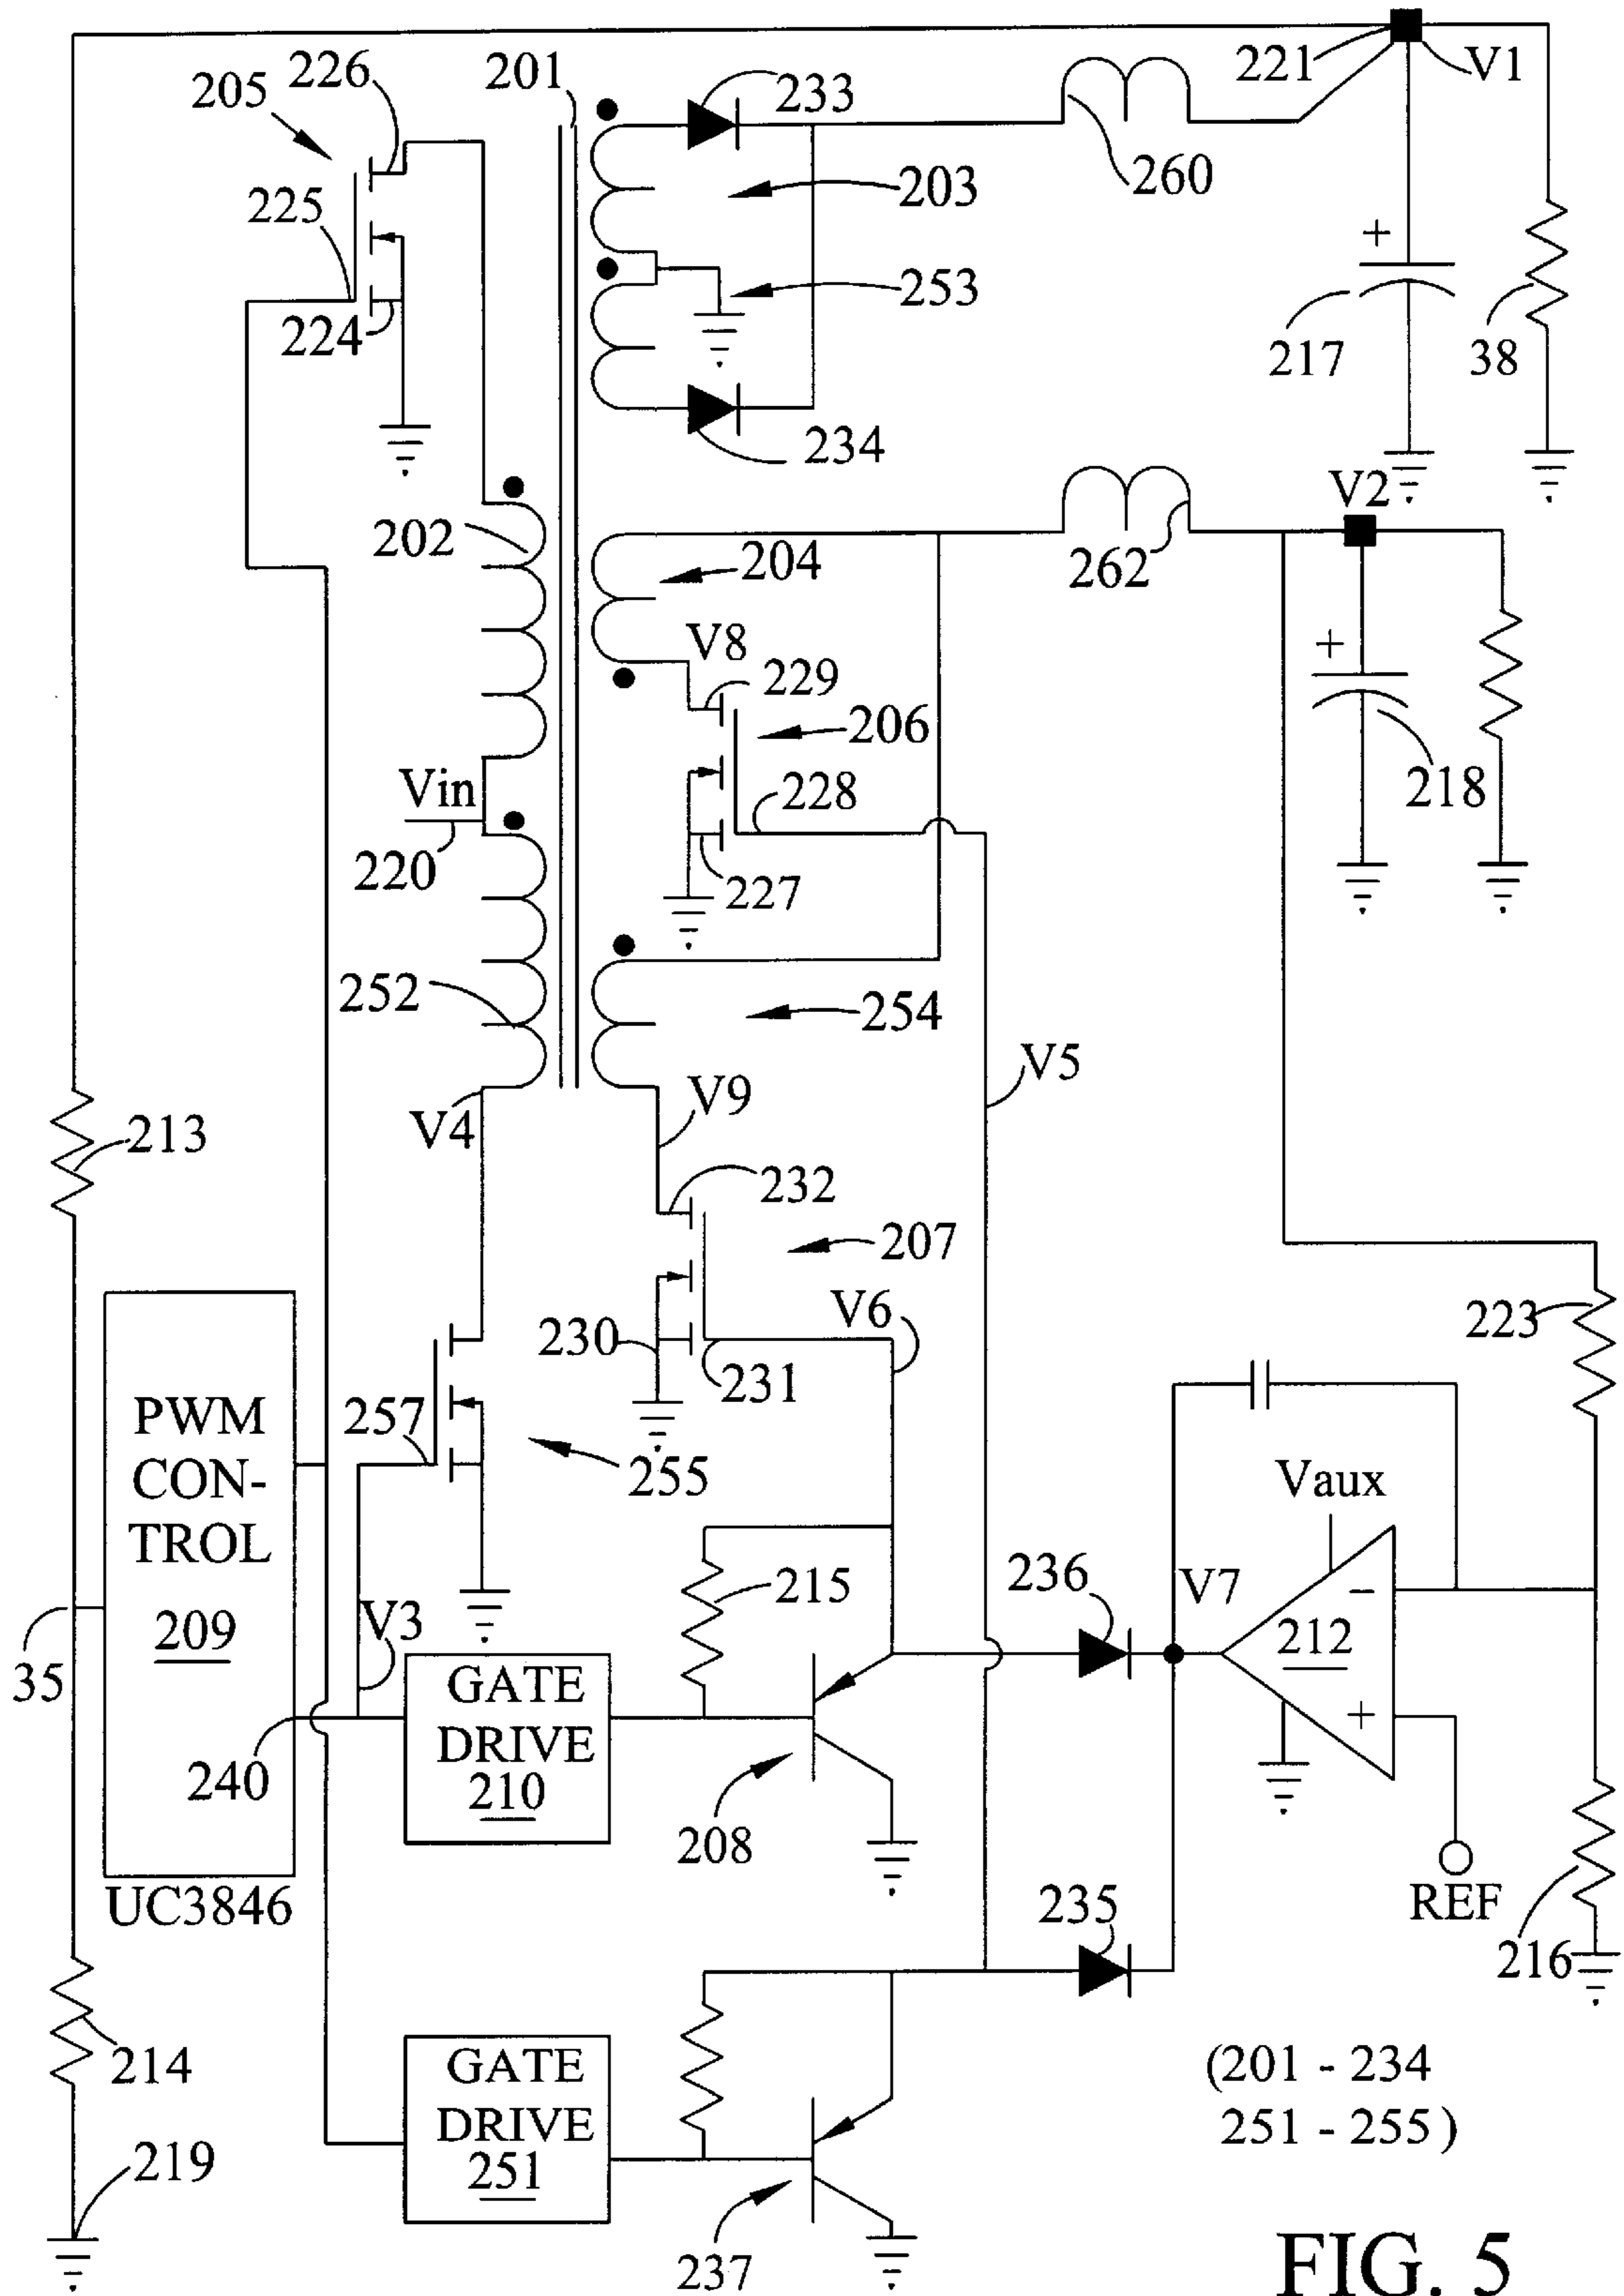 221
V1
226
201
233
205
260
203
225
253
+
217
38
224
234
V2
202
204
262
V8
229
+
206
Vin
228
218
220
227
252
254
V5
V9
V4
213
232
207
V6
223
230
231
PWM
CON-
TROL
209
257
255
Vaux
236
V7
215
−
212
V3
35
GATE
DRIVE
210
+
240
208
REF
UC3846
235
216
214
GATE
DRIVE
251
(201 - 234
251 - 255)
219
237
FIG. 5